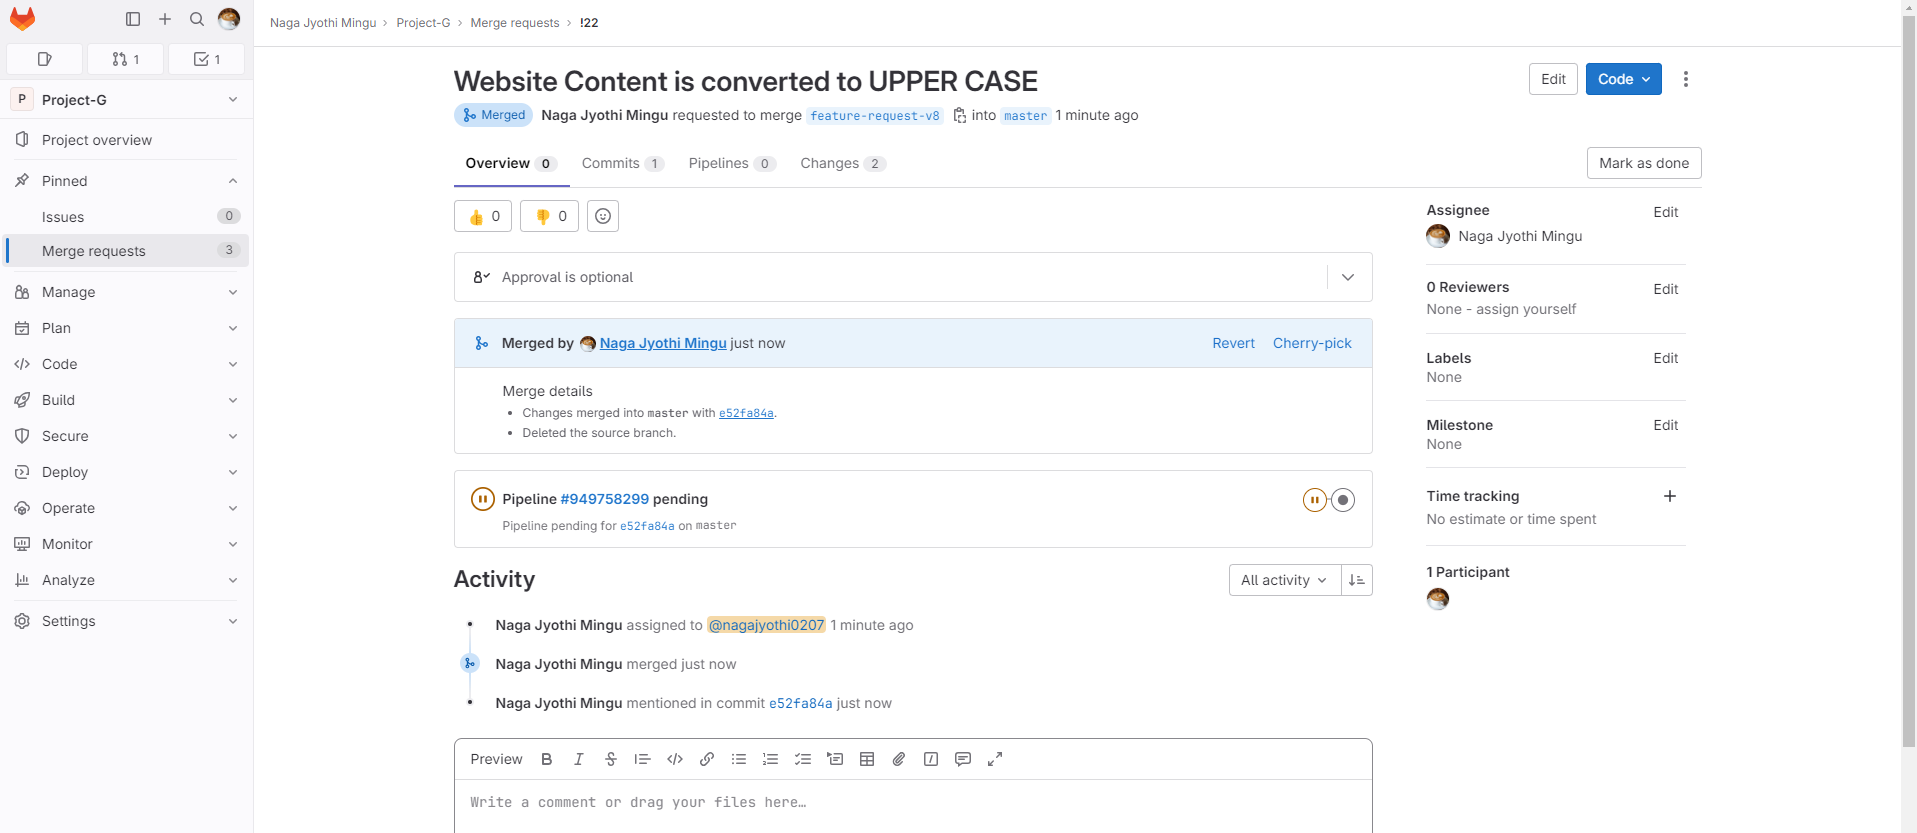 Naga Jyothi Mingu › Project-G › Merge requests › !22
1
1
P Project-G
Project overview
Pinned
Issues 0
Merge requests 3
Manage
Plan
Code
Build
Secure
Deploy
Operate
Monitor
Analyze
Settings
Website Content is converted to UPPER CASE
Edit
Code
Merged Naga Jyothi Mingu requested to merge feature-request-v8 into master 1 minute ago
Overview 0 Commits 1 Pipelines 0 Changes 2
Mark as done
0 0
Approval is optional
Merged by Naga Jyothi Mingu just now
Revert Cherry-pick
Merge details
• Changes merged into master with e52fa84a.
• Deleted the source branch.
Pipeline #949758299 pending
Pipeline pending for e52fa84a on master
Activity
All activity
Naga Jyothi Mingu assigned to @nagajyothi0207 1 minute ago
Naga Jyothi Mingu merged just now
Naga Jyothi Mingu mentioned in commit e52fa84a just now
Preview
Write a comment or drag your files here…
Assignee Edit
Naga Jyothi Mingu
0 Reviewers Edit
None - assign yourself
Labels Edit
None
Milestone Edit
None
Time tracking
No estimate or time spent
1 Participant